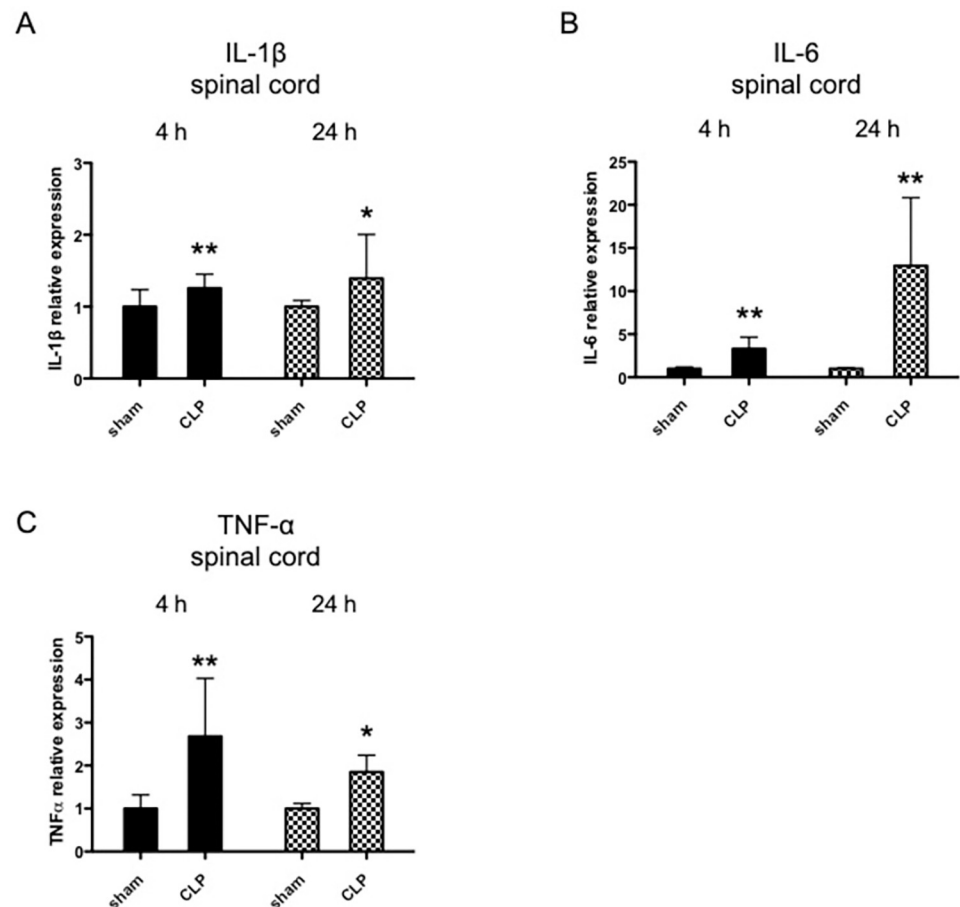 A
IL-1β
spinal cord
4 h 24 h
IL-1β relative expression
3
2
1
0
** *
sham CLP sham CLP
B
IL-6
spinal cord
4 h 24 h
IL-6 relative expression
25
20
15
10
5
0
** **
sham CLP sham CLP
C
TNF-α
spinal cord
4 h 24 h
TNFα relative expression
5
4
3
2
1
0
** *
sham CLP sham CLP